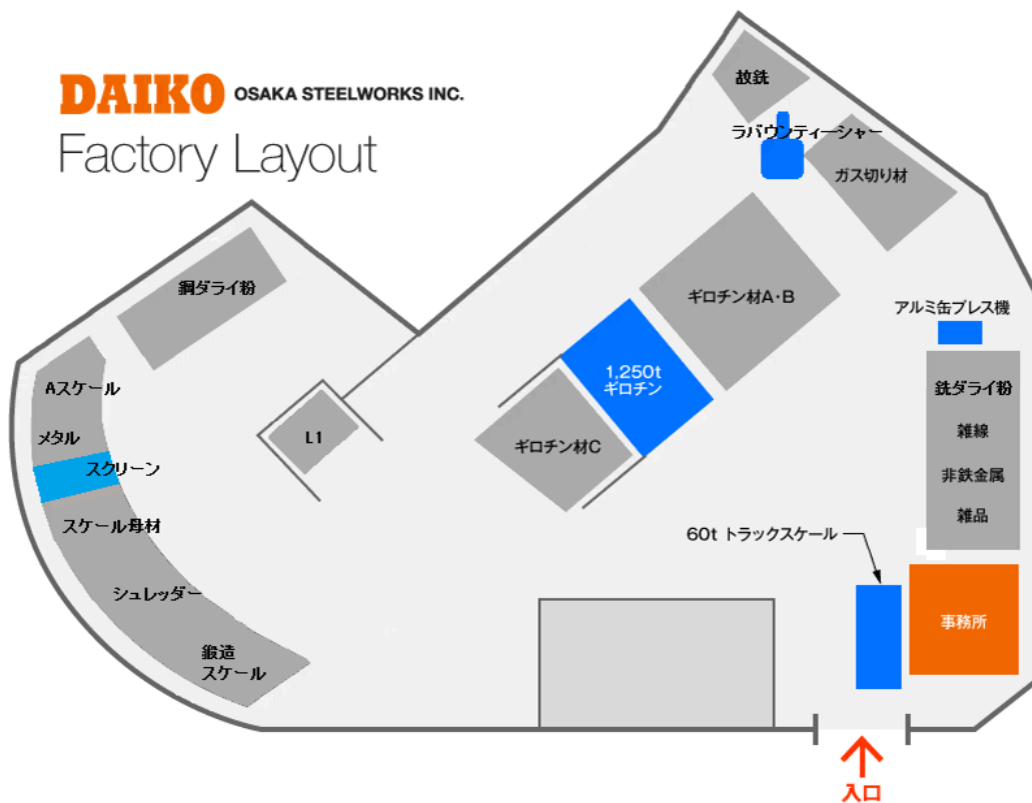 DAIKO OSAKA STEELWORKS INC.
Factory Layout
故銑
ラバウンティーシャー
ガス切り材
鋼ダライ粉
ギロチン材A・B
アルミ缶プレス機
1,250t
ギロチン
Aスケール
銑ダライ粉
メタル
L1
ギロチン材C
雑線
スクリーン
非鉄金属
スケール母材
雑品
60t トラックスケール
シュレッダー
事務所
鍛造
スケール
入口